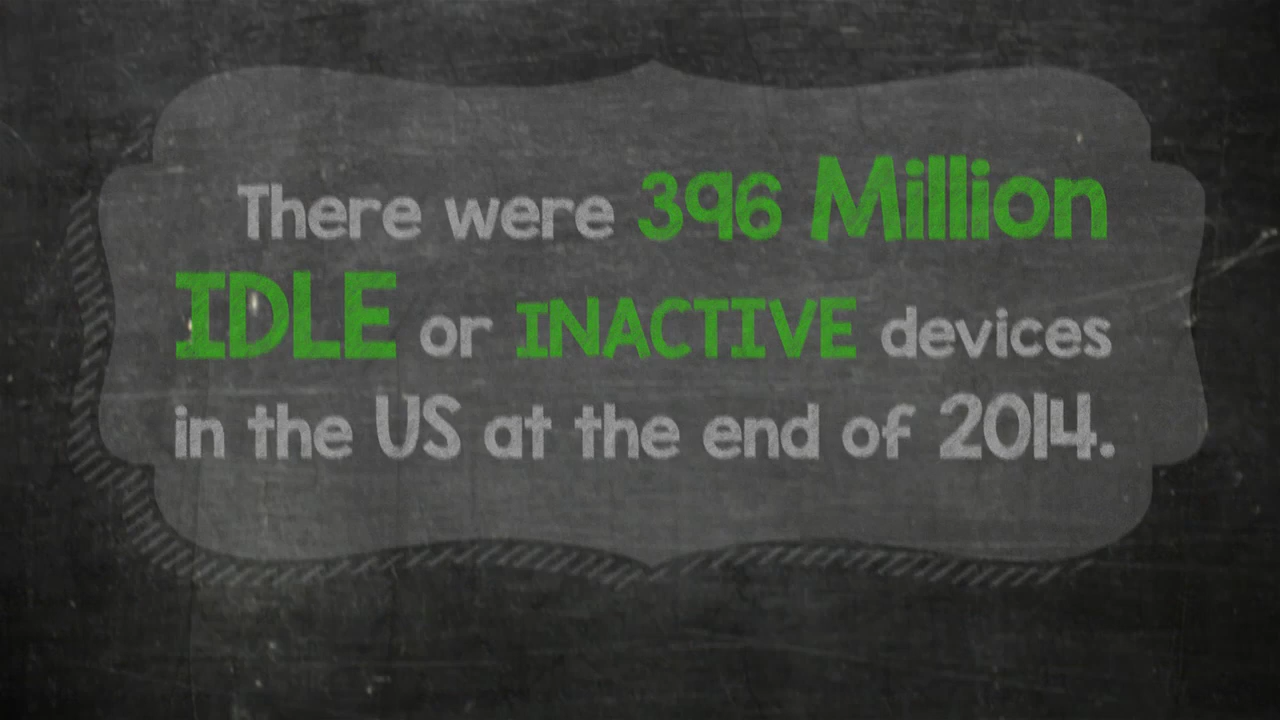 There were 396 Million
IDLE or INACTIVE devices
in the US at the end of 2014.